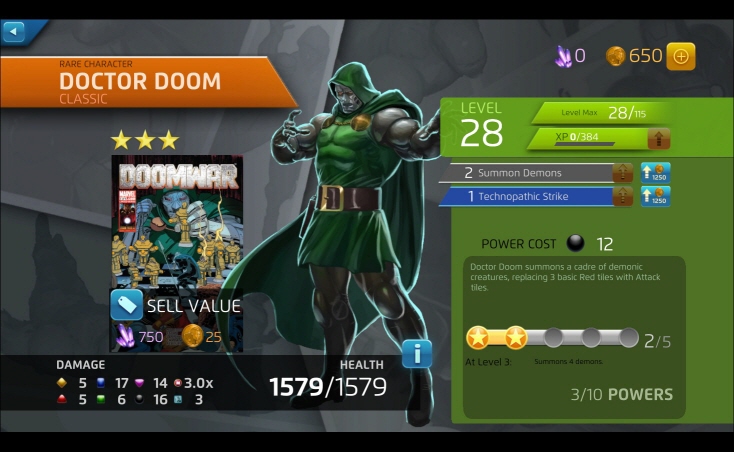 0
650
RARE CHARACTER
DOCTOR DOOM
CLASSIC
LEVEL
28
Level Max 28/115
XP 0/384
2 Summon Demons
1250
1 Technopathic Strike
1250
DOOMWAR
MARVEL
POWER COST 12
Doctor Doom summons a cadre of demonic
creatures, replacing 3 basic Red tiles with Attack
tiles.
2/5
At Level 3: Summons 4 demons.
3/10 POWERS
SELL VALUE
750 25
DAMAGE
5 17 14 3.0x
5 6 16 3
HEALTH
1579/1579